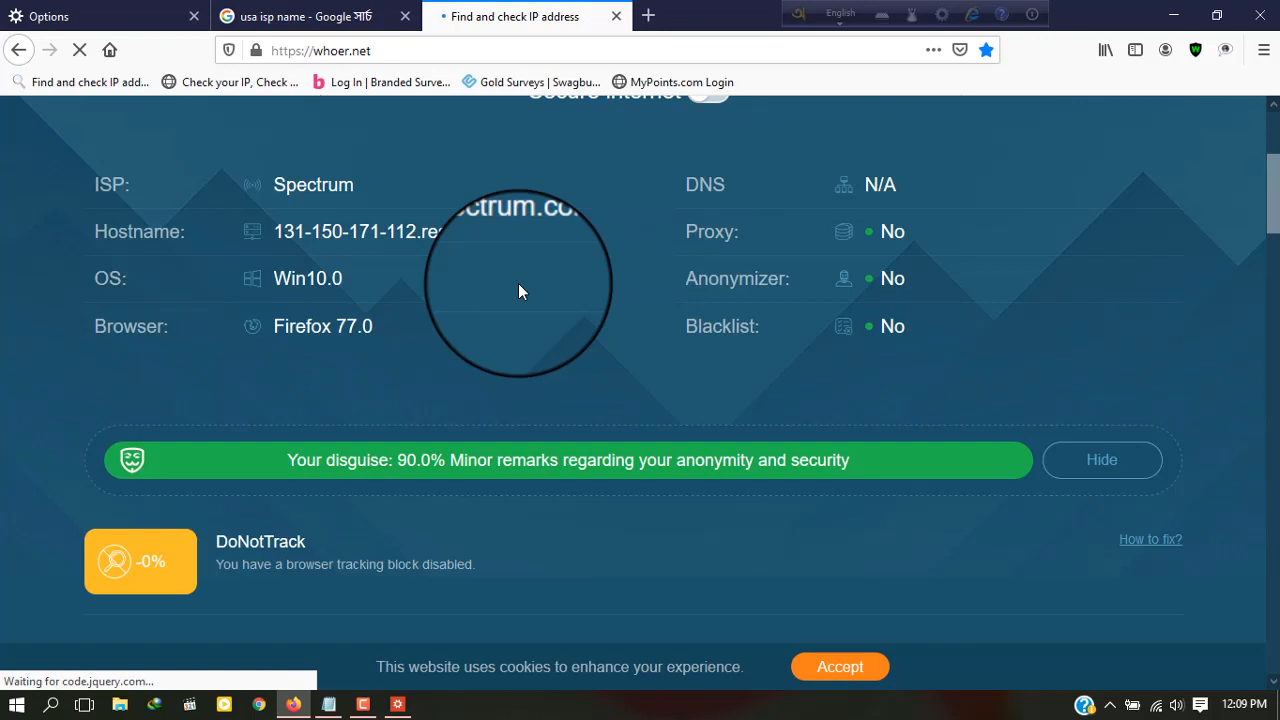 Options
usa isp name - Google সার্চ
Find and check IP address
English
https://whoer.net
Find and check IP add...
Check your IP, Check ...
Log In | Branded Surve...
Gold Surveys | Swagbu...
MyPoints.com Login
Secure Internet
ISP: Spectrum
DNS N/A
Hostname: 131-150-171-112.res
ctrum.co
Proxy: No
OS: Win10.0
Anonymizer: No
Browser: Firefox 77.0
Blacklist: No
Your disguise: 90.0% Minor remarks regarding your anonymity and security
Hide
-0%
DoNotTrack
How to fix?
You have a browser tracking block disabled.
This website uses cookies to enhance your experience.
Accept
Waiting for code.jquery.com...
12:09 PM